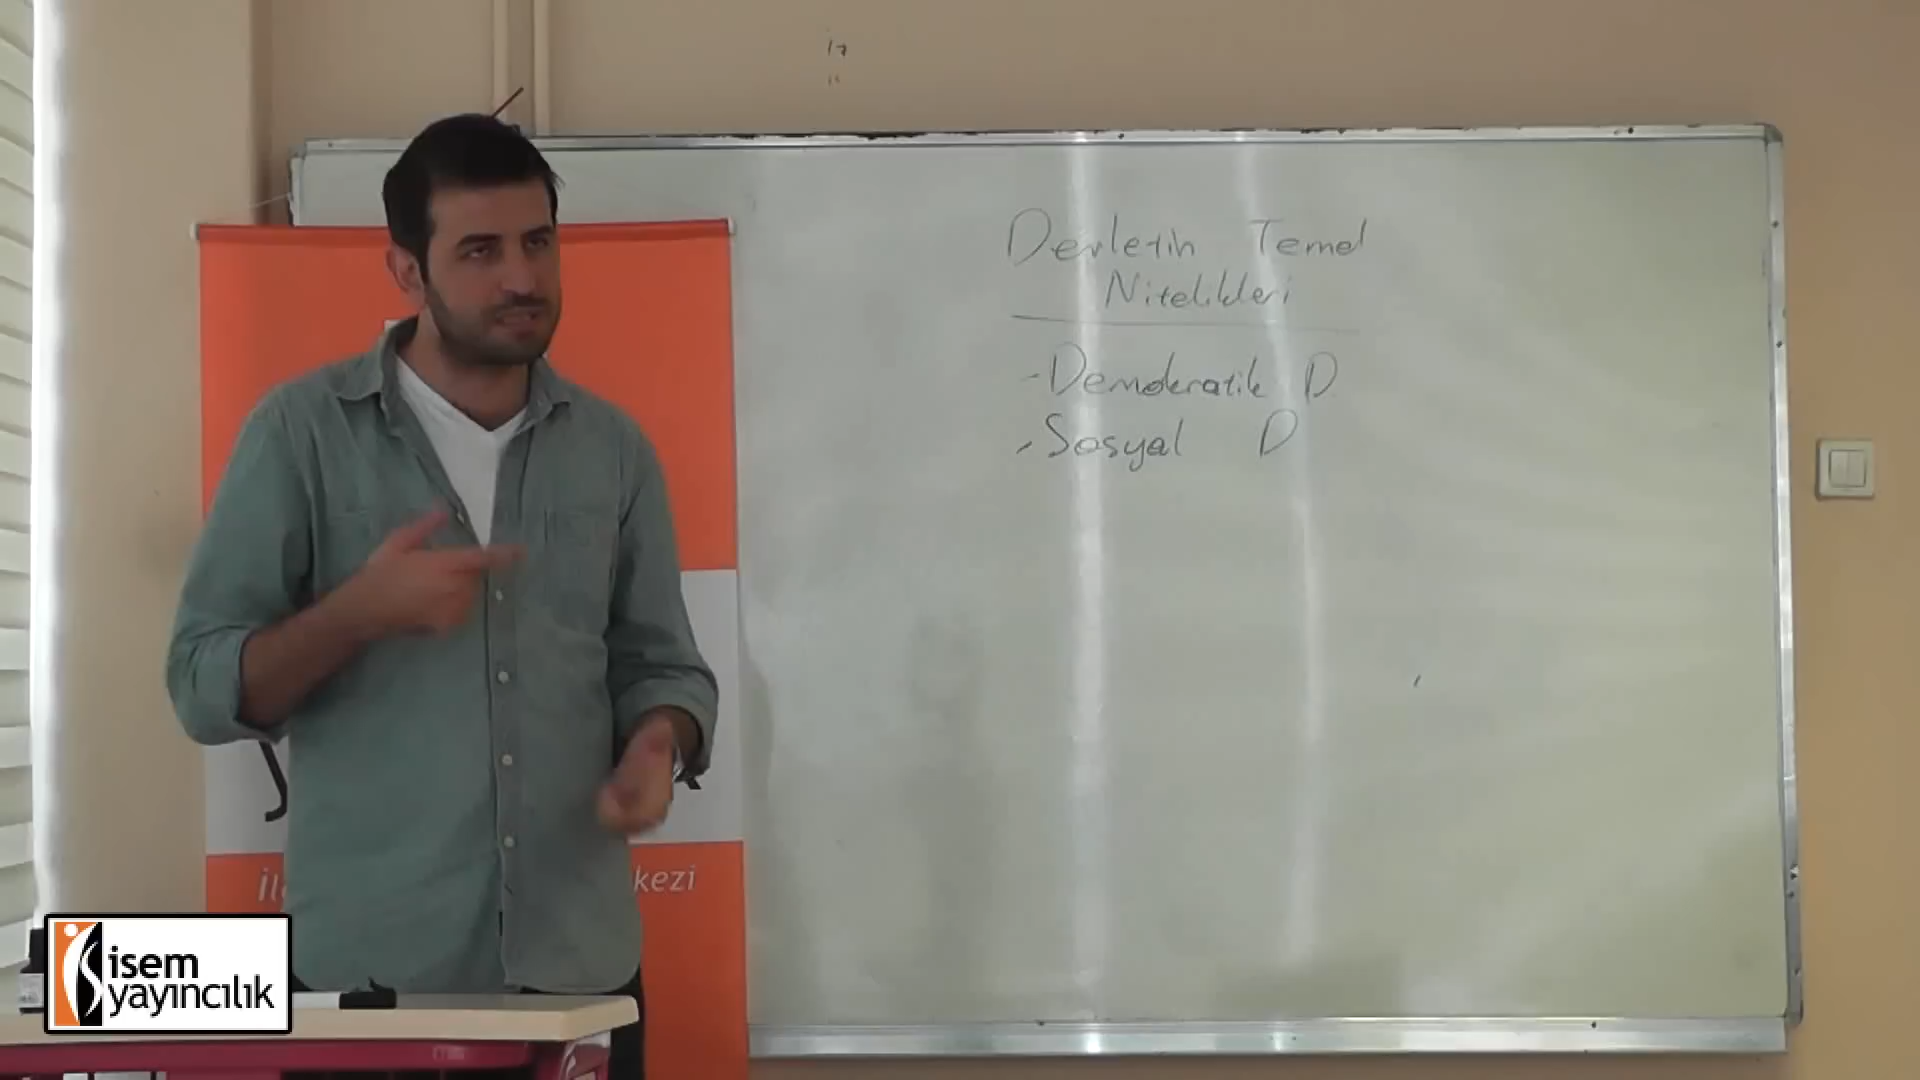 Devletin Temel
Nitelikleri
- Demokratik D
- Sosyal D
kezi
isem
yayıncılık